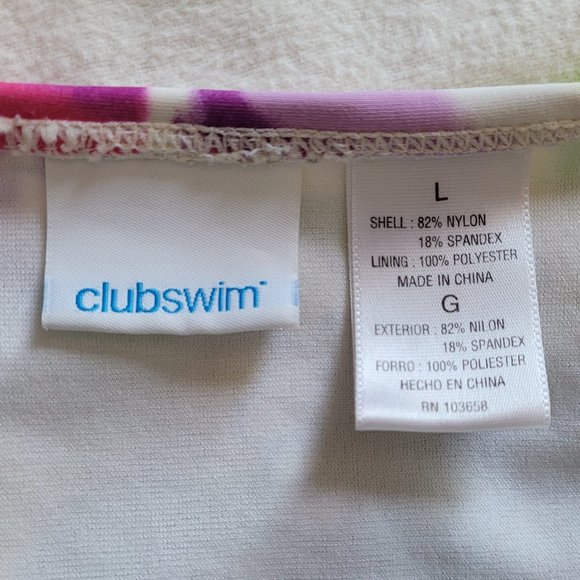 clubswim
L
SHELL : 82% NYLON
18% SPANDEX
LINING : 100% POLYESTER
MADE IN CHINA
G
EXTERIOR : 82% NILON
18% SPANDEX
FORRO : 100% POLIESTER
HECHO EN CHINA
RN 103658